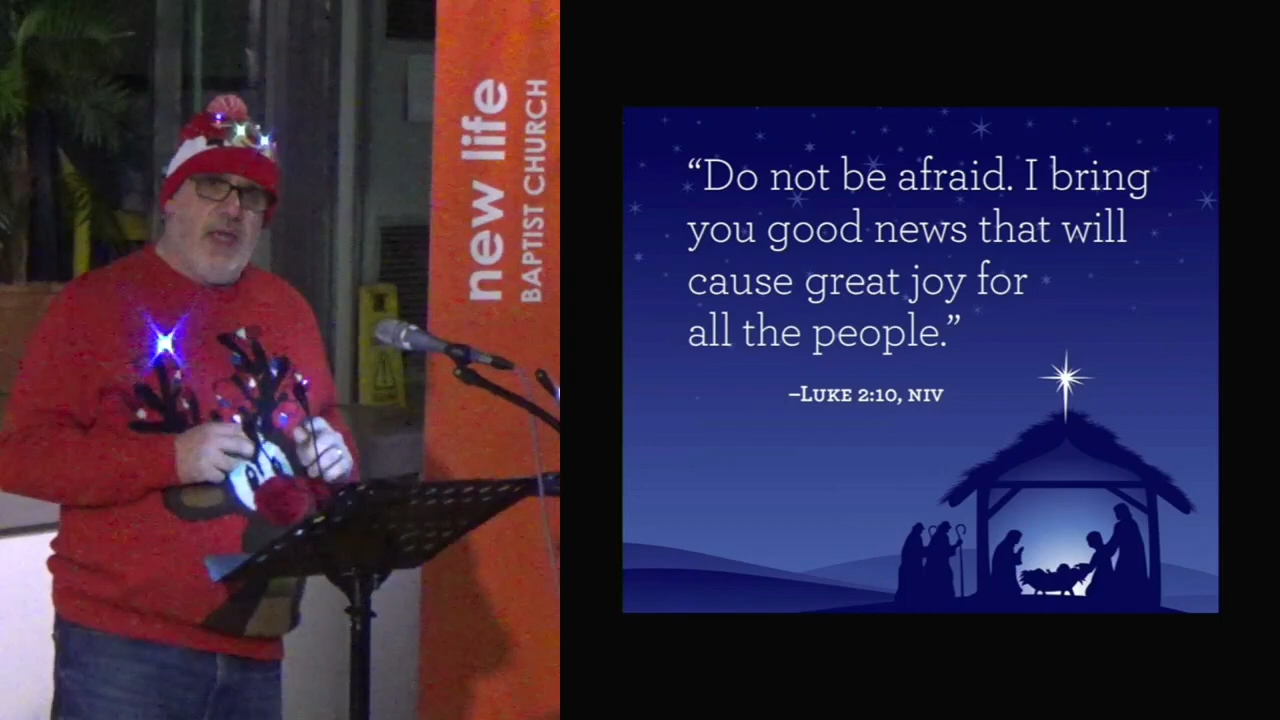 new life
BAPTIST CHURCH
“Do not be afraid. I bring
you good news that will
cause great joy for
all the people.”
–LUKE 2:10, NIV